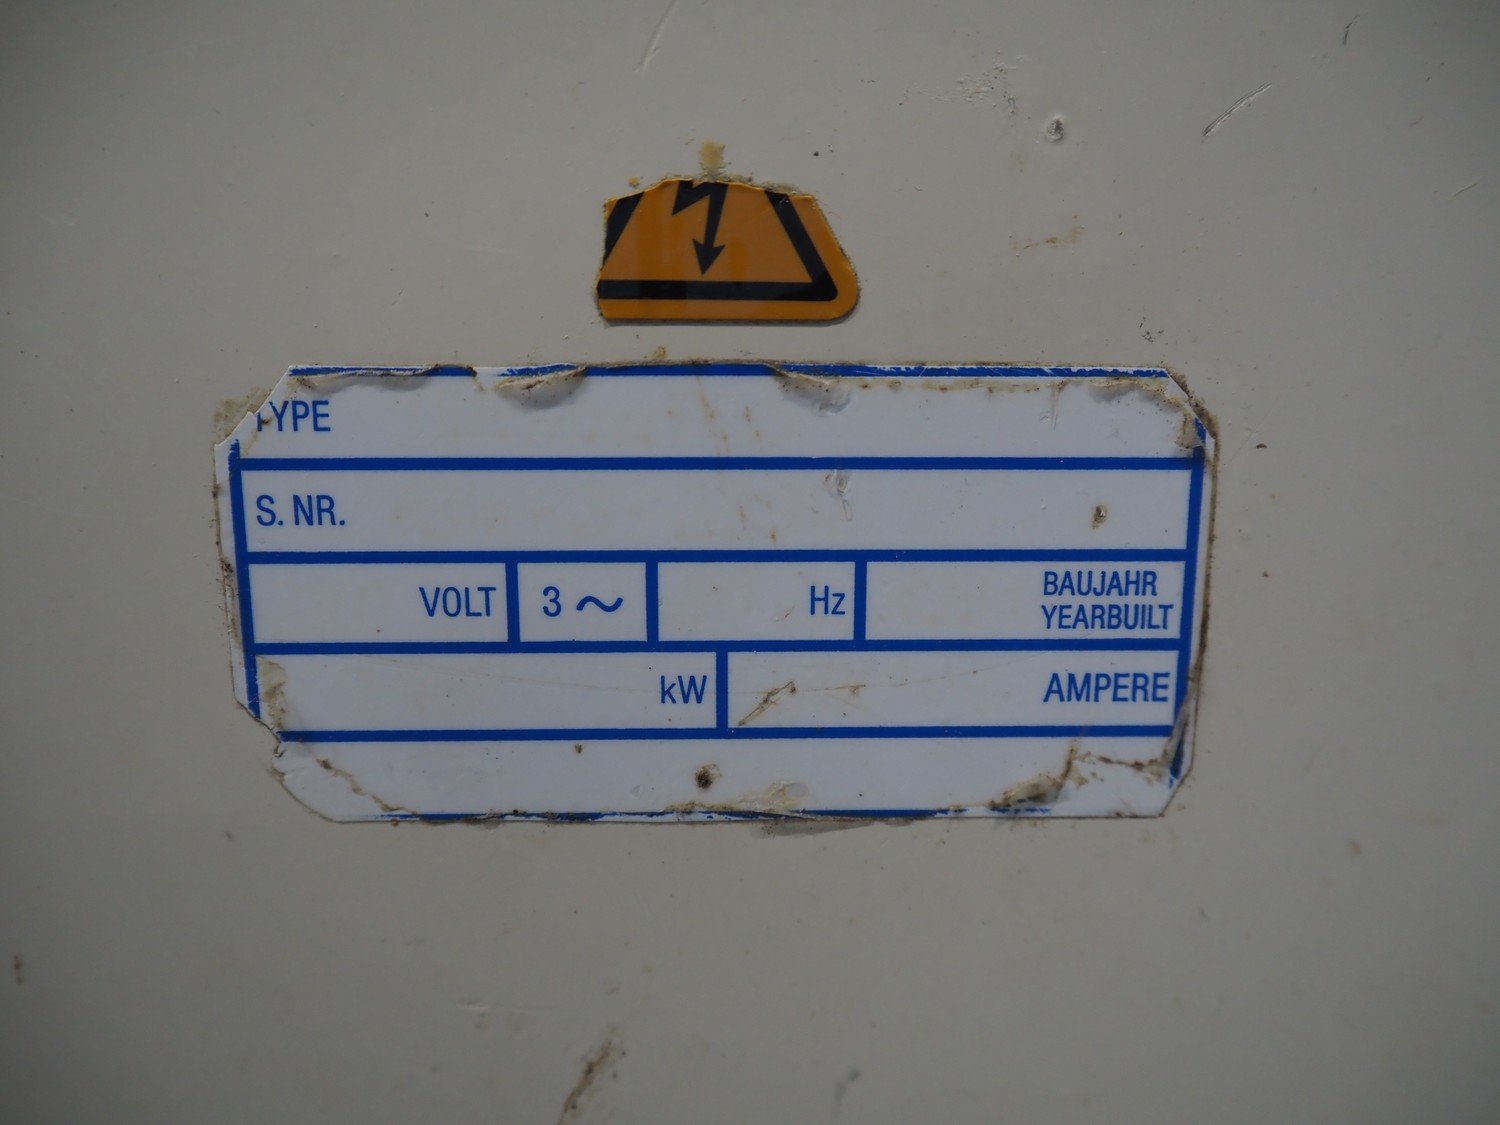 TYPE
S. NR.
VOLT 3 ~ Hz BAUJAHR
YEARBUILT
kW AMPERE